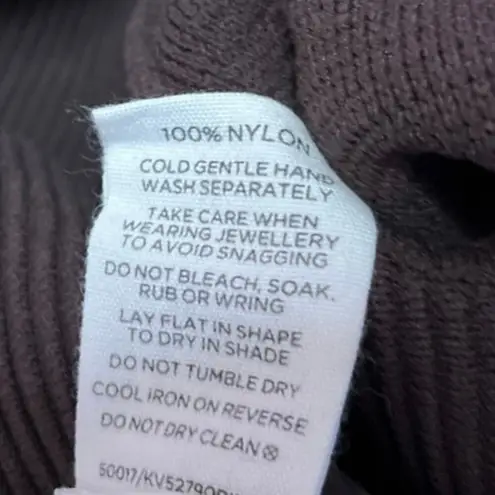 100% NYLON
COLD GENTLE HAND
WASH SEPARATELY
TAKE CARE WHEN
WEARING JEWELLERY
TO AVOID SNAGGING
DO NOT BLEACH, SOAK,
RUB OR WRING
LAY FLAT IN SHAPE
TO DRY IN SHADE
DO NOT TUMBLE DRY
COOL IRON ON REVERSE
DO NOT DRY CLEAN